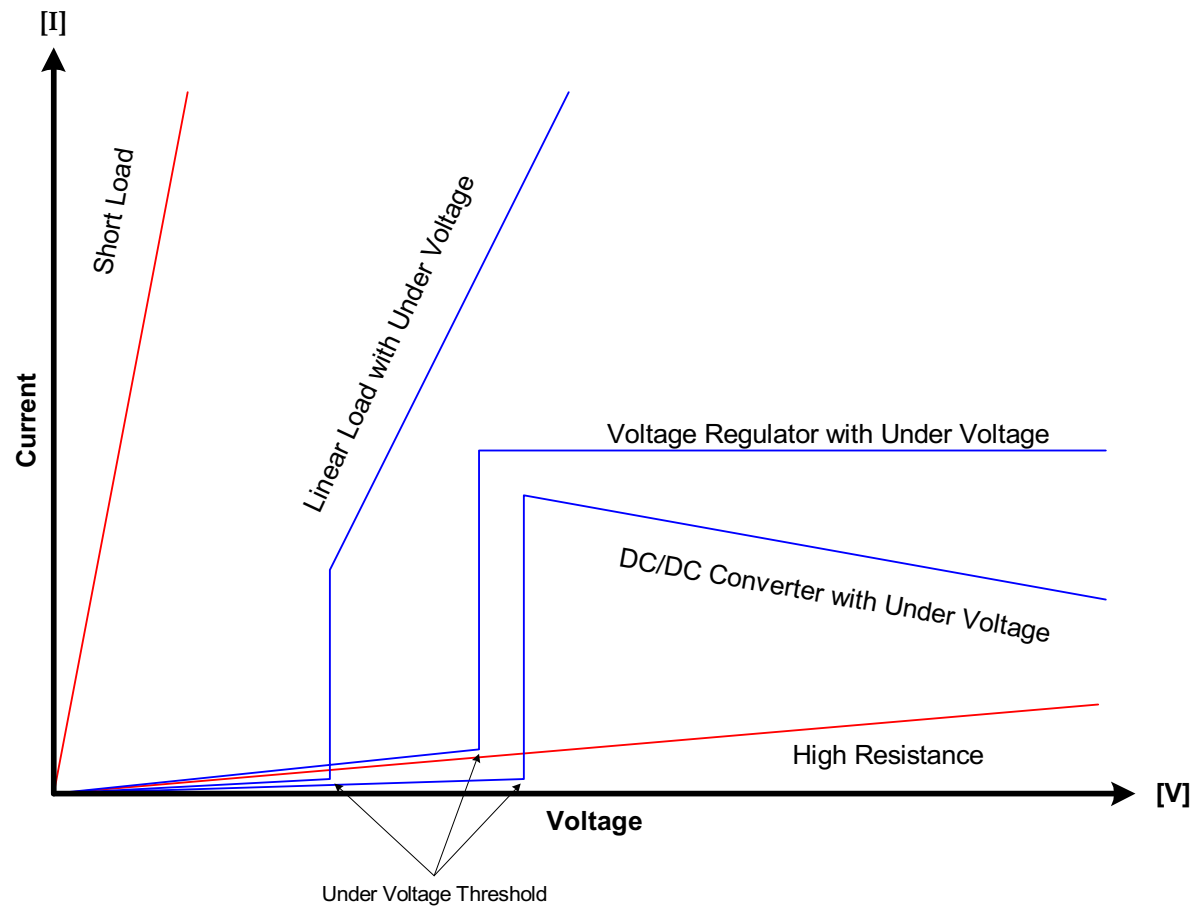 [I]
Short Load
Linear Load with Under Voltage
Current
Voltage Regulator with Under Voltage
DC/DC Converter with Under Voltage
High Resistance
[V]
Voltage
Under Voltage Threshold